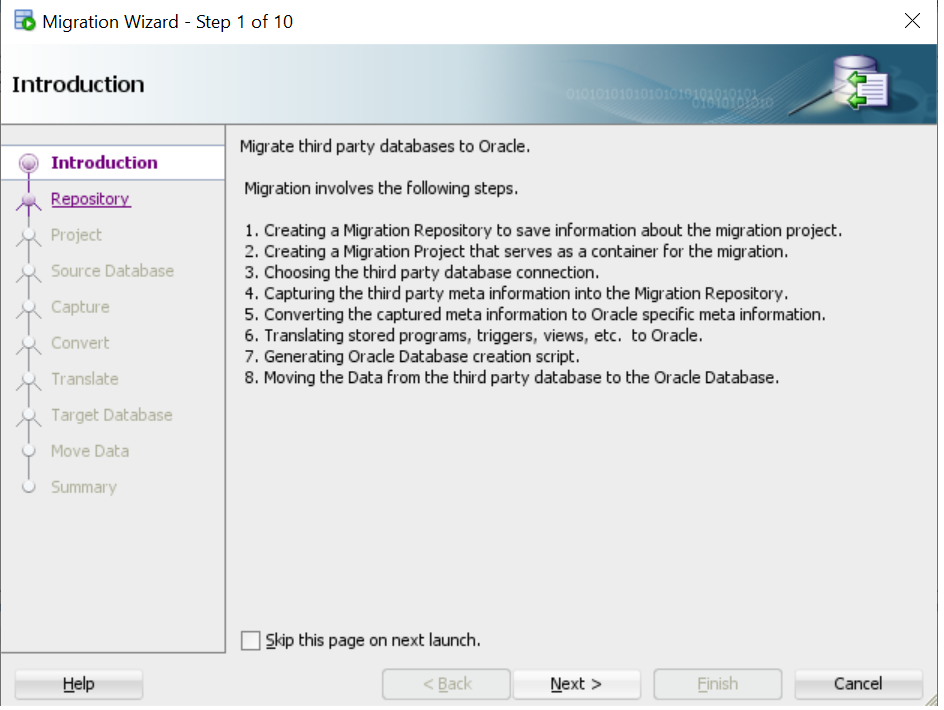 Migration Wizard - Step 1 of 10
Introduction
0101010101010101010101010101
01010101010
Introduction
Repository
Project
Source Database
Capture
Convert
Translate
Target Database
Move Data
Summary
Migrate third party databases to Oracle.
Migration involves the following steps.
1. Creating a Migration Repository to save information about the migration project.
2. Creating a Migration Project that serves as a container for the migration.
3. Choosing the third party database connection.
4. Capturing the third party meta information into the Migration Repository.
5. Converting the captured meta information to Oracle specific meta information.
6. Translating stored programs, triggers, views, etc.  to Oracle.
7. Generating Oracle Database creation script.
8. Moving the Data from the third party database to the Oracle Database.
Skip this page on next launch.
Help
< Back
Next >
Finish
Cancel